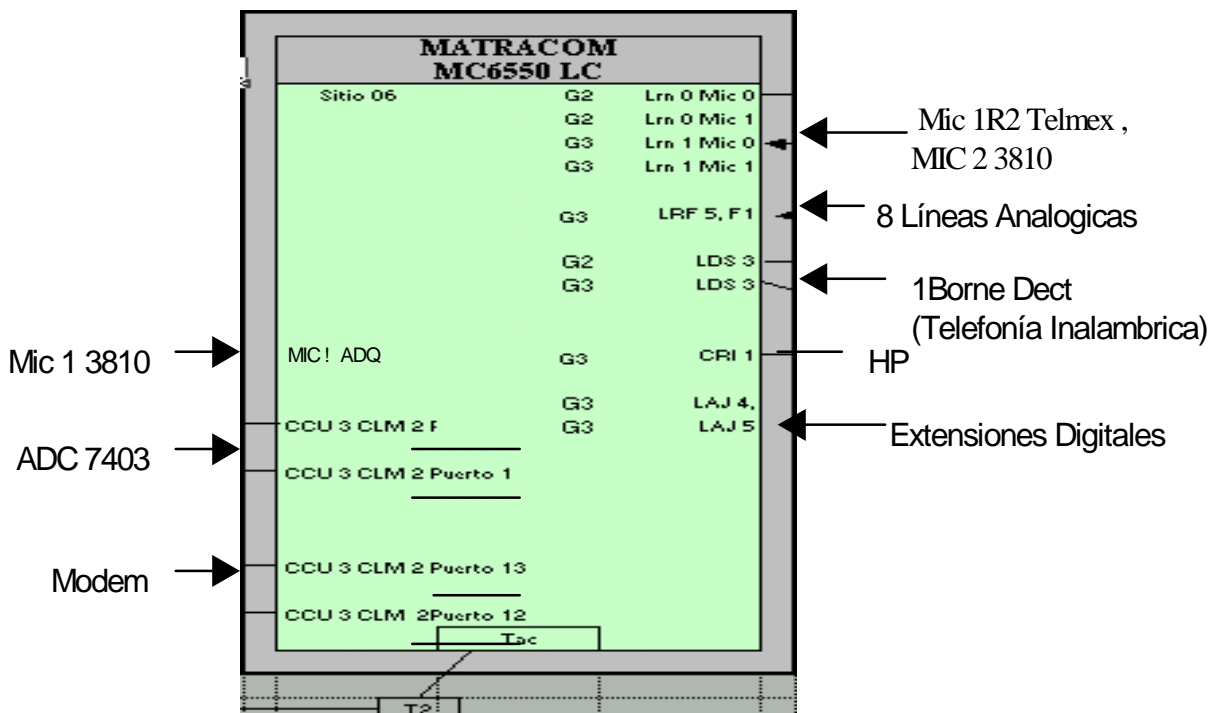 MATRACOM
MC6550 LC
Sitio 06
G2 Lrn 0 Mic 0
G2 Lrn 0 Mic 1
G3 Lrn 1 Mic 0
G3 Lrn 1 Mic 1
G3 LRF 5, F1
G2 LDS 3
G3 LDS 3
MIC! ADQ
G3 CRI 1
G3 LAJ 4,
G3 LAJ 5
CCU 3 CLM 2
CCU 3 CLM 2 Puerto 1
CCU 3 CLM 2 Puerto 13
CCU 3 CLM 2Puerto 12
Tac
T2
Mic 1 3810
ADC 7403
Modem
Mic 1R2 Telmex ,
MIC 2 3810
8 Líneas Analogicas
1Borne Dect
(Telefonía Inalambrica)
HP
Extensiones Digitales